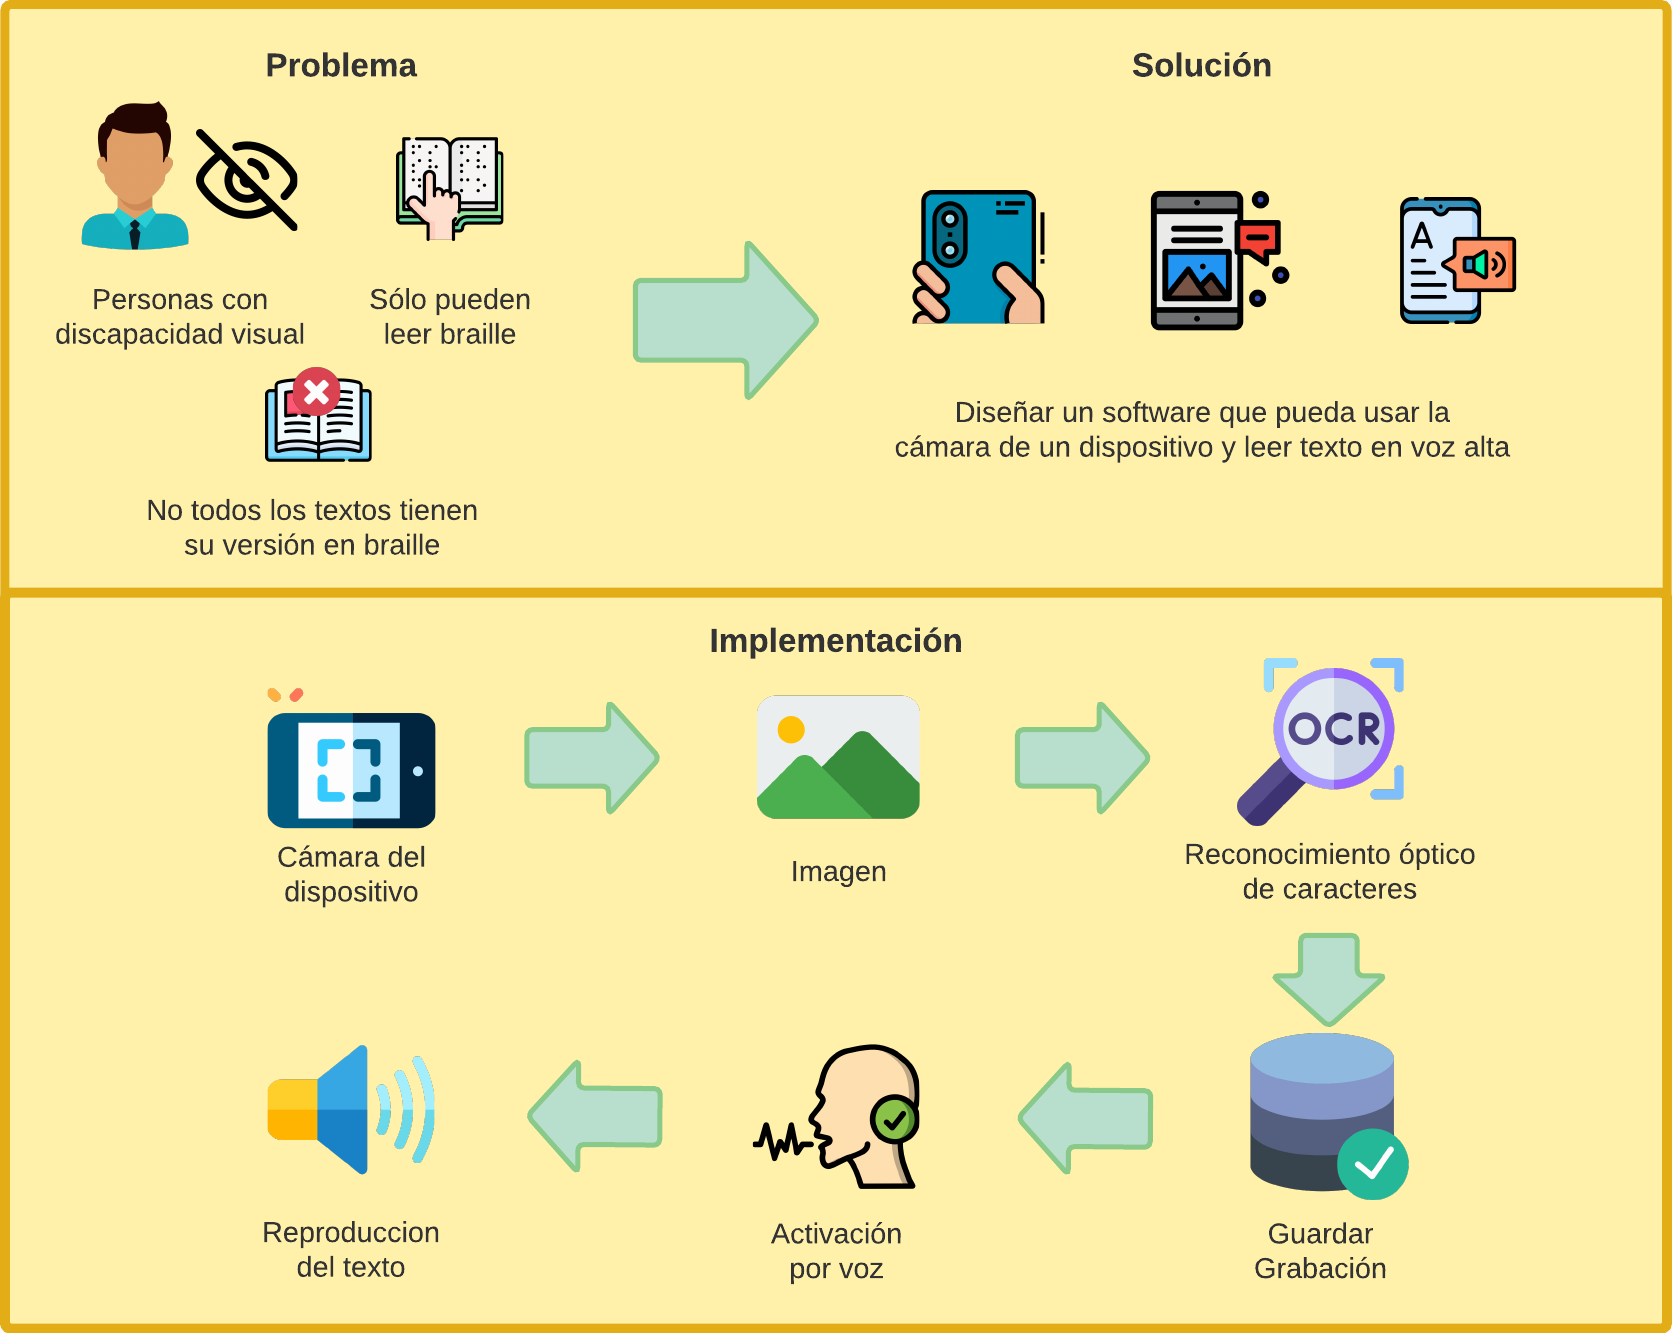 Problema
Solución
Personas con
discapacidad visual
Sólo pueden
leer braille
No todos los textos tienen
su versión en braille
A
Diseñar un software que pueda usar la
cámara de un dispositivo y leer texto en voz alta
Implementación
Cámara del
dispositivo
Imagen
OCR
Reconocimiento óptico
de caracteres
Reproduccion
del texto
Activación
por voz
Guardar
Grabación